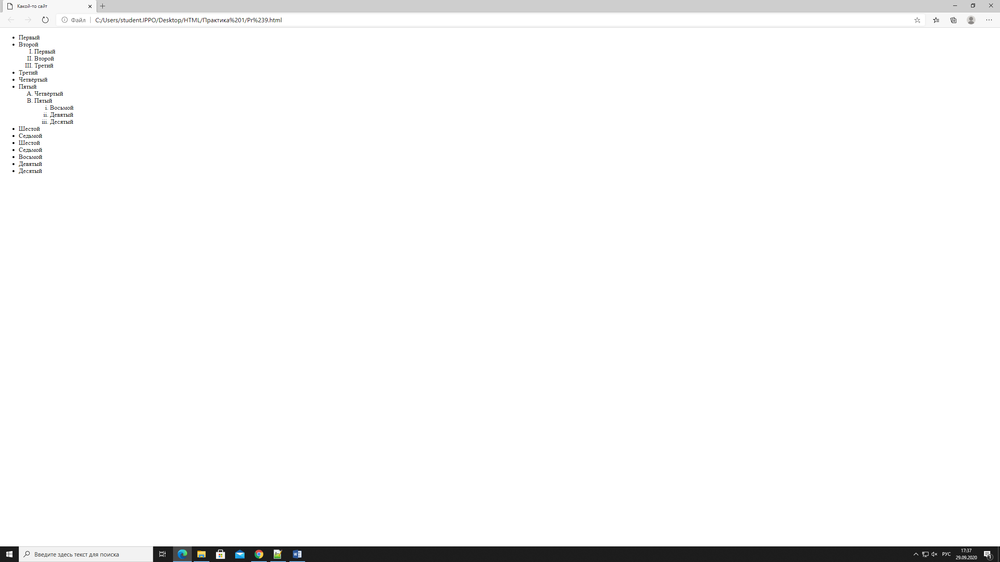 Какой-то сайт
Файл
C:/Users/student.IPPO/Desktop/HTML/Практика%201/Pr%239.html
• Первый
• Второй
I. Первый
II. Второй
III. Третий
• Третий
• Четвёртый
• Пятый
A. Четвёртый
B. Пятый
i. Восьмой
ii. Девятый
iii. Десятый
• Шестой
• Седьмой
• Шестой
• Седьмой
• Восьмой
• Девятый
• Десятый
Введите здесь текст для поиска
РУС
17:37
29.09.2020
1